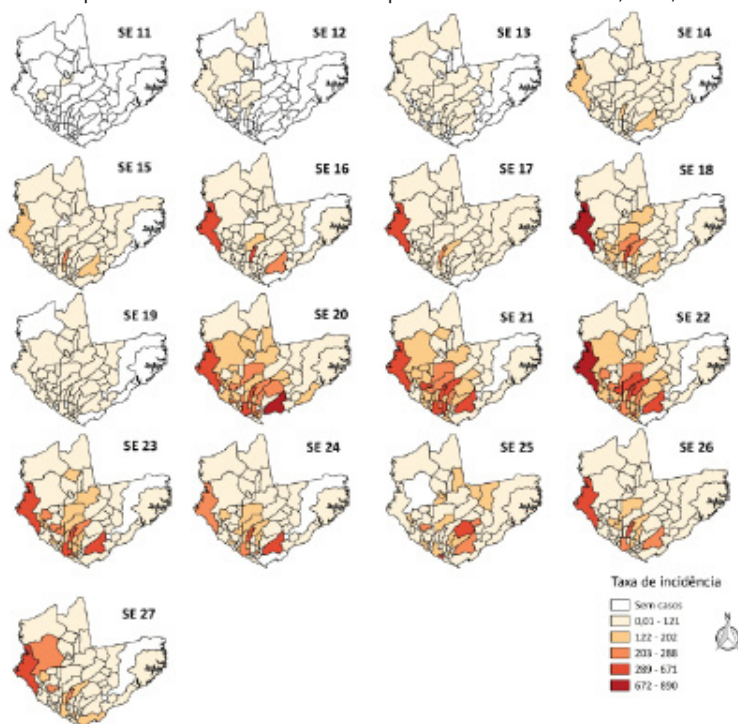 SE 11
SE 12
SE 13
SE 14
SE 15
SE 16
SE 17
SE 18
SE 19
SE 20
SE 21
SE 22
SE 23
SE 24
SE 25
SE 26
SE 27
Taxa de incidência
Sem casos
0,01 - 121
122 - 202
203 - 288
289 - 671
672 - 890
N